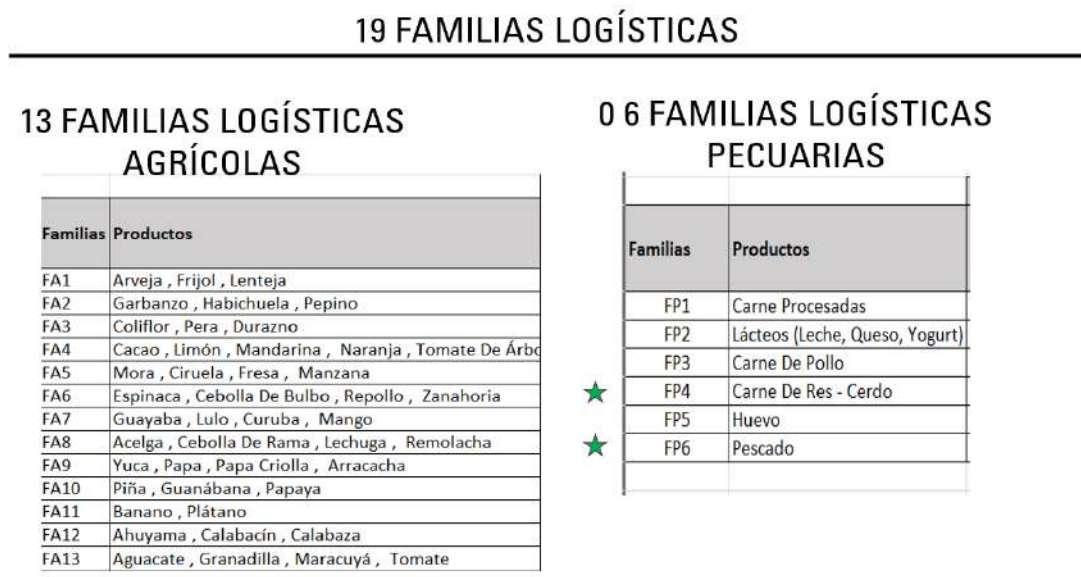 19 FAMILIAS LOGÍSTICAS
13 FAMILIAS LOGÍSTICAS
AGRÍCOLAS
Familias Productos
FA1 Arveja , Frijol , Lenteja
FA2 Garbanzo , Habichuela , Pepino
FA3 Coliflor , Pera , Durazno
FA4 Cacao , Limón , Mandarina , Naranja , Tomate De Árbo
FA5 Mora , Ciruela , Fresa , Manzana
FA6 Espinaca , Cebolla De Bulbo , Repollo , Zanahoria
FA7 Guayaba , Lulo , Curuba , Mango
FA8 Acelga , Cebolla De Rama , Lechuga , Remolacha
FA9 Yuca , Papa , Papa Criolla , Arracacha
FA10 Piña , Guanábana , Papaya
FA11 Banano , Plátano
FA12 Ahuyama , Calabacín , Calabaza
FA13 Aguacate , Granadilla , Maracuyá , Tomate
0 6 FAMILIAS LOGÍSTICAS
PECUARIAS
Familias Productos
FP1 Carne Procesadas
FP2 Lácteos (Leche, Queso, Yogurt)
FP3 Carne De Pollo
FP4 Carne De Res - Cerdo
FP5 Huevo
FP6 Pescado